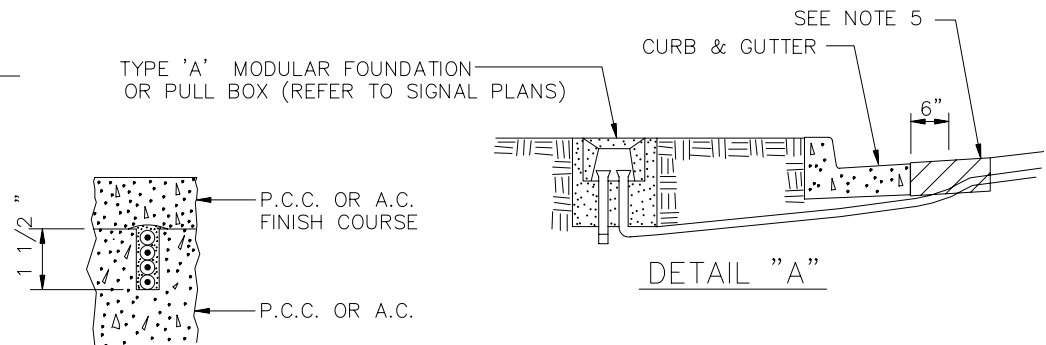 SEE NOTE 5
CURB & GUTTER
TYPE 'A' MODULAR FOUNDATION
OR PULL BOX (REFER TO SIGNAL PLANS)
6"
P.C.C. OR A.C.
FINISH COURSE
1 1/2"
DETAIL "A"
P.C.C. OR A.C.